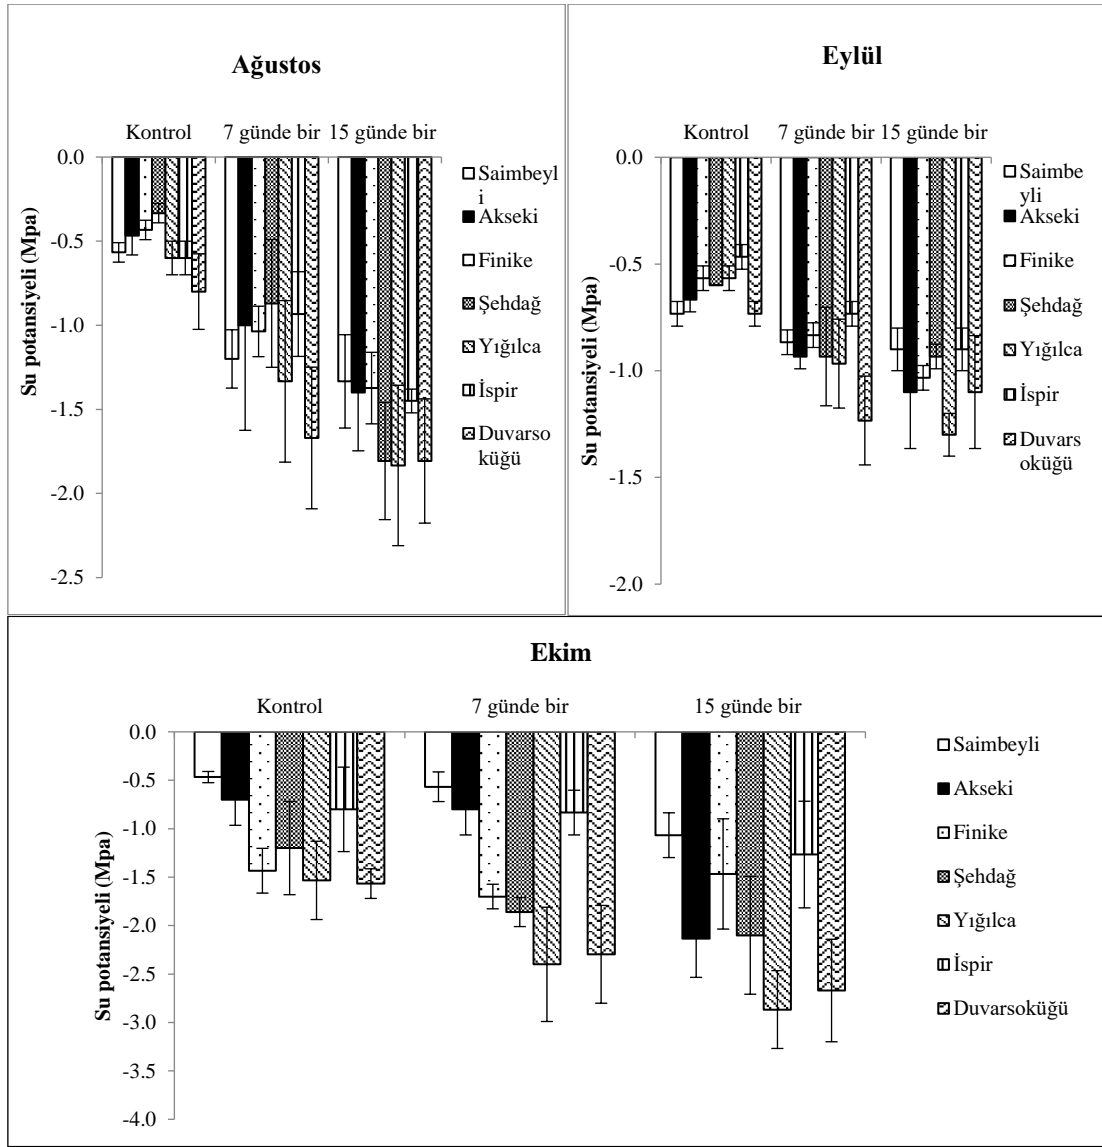 Ağustos
Kontrol 7 günde bir 15 günde bir
0.0
-0.5
-1.0
-1.5
-2.0
-2.5
Su potansiyeli (Mpa)
Saimbeyl
i
Akseki
Finike
Şehdağ
Yığılca
İspir
Duvarso
küğü
Eylül
Kontrol 7 günde bir 15 günde bir
0.0
-0.5
-1.0
-1.5
-2.0
Su potansiyeli (Mpa)
Saimbe
yli
Akseki
Finike
Şehdağ
Yığılca
İspir
Duvars
oküğü
Ekim
Kontrol 7 günde bir 15 günde bir
0.0
-0.5
-1.0
-1.5
-2.0
-2.5
-3.0
-3.5
-4.0
Su potansiyeli (Mpa)
Saimbeyli
Akseki
Finike
Şehdağ
Yığılca
İspir
Duvarsoküğü